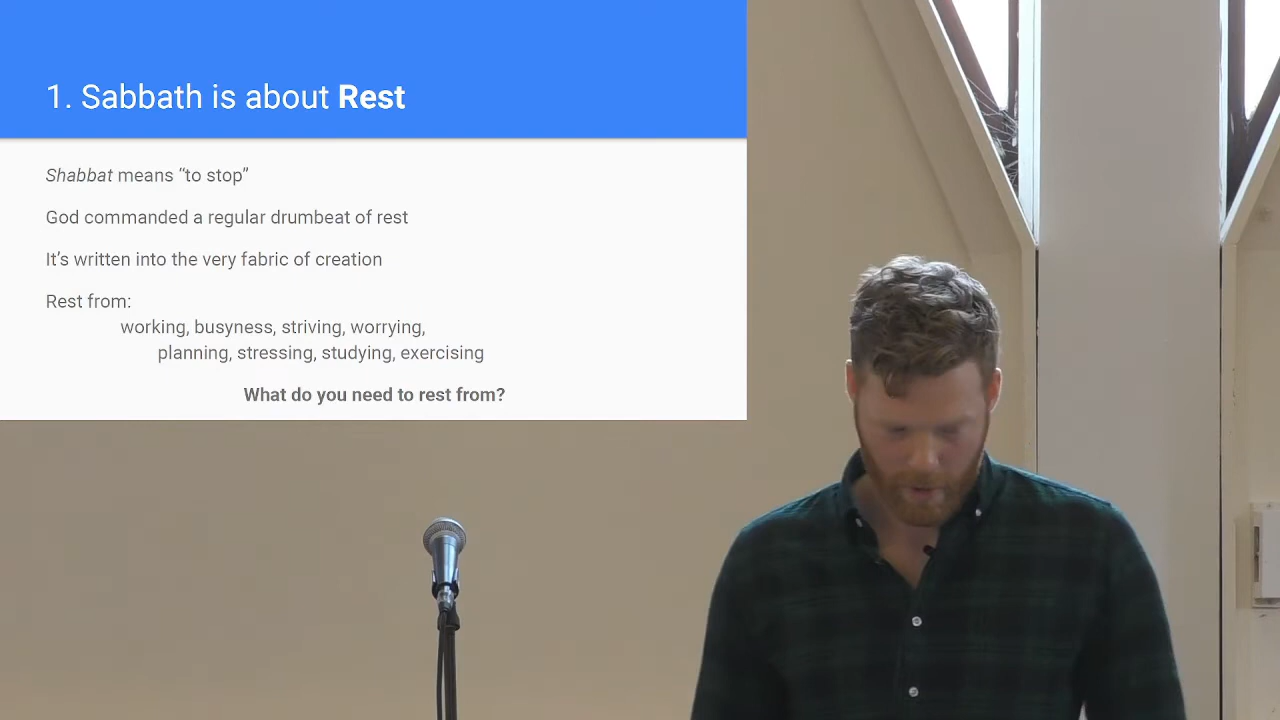 1. Sabbath is about Rest
Shabbat means “to stop”
God commanded a regular drumbeat of rest
It’s written into the very fabric of creation
Rest from:
working, busyness, striving, worrying,
planning, stressing, studying, exercising
What do you need to rest from?